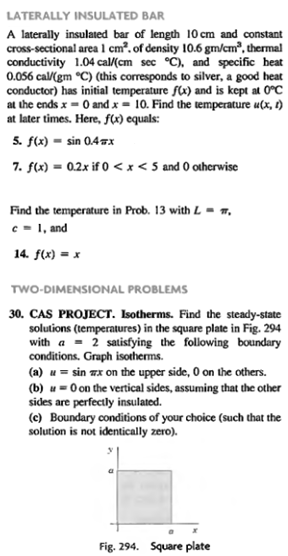 LATERALLY INSULATED BAR
A laterally insulated bar of length 10 cm and constant
cross-sectional area 1 cm², of density 10.6 gm/cm³, thermal
conductivity 1.04 cal/(cm sec °C), and specific heat
0.056 cal/(gm °C) (this corresponds to silver, a good heat
conductor) has initial temperature f(x) and is kept at 0°C
at the ends x = 0 and x = 10. Find the temperature u(x, t)
at later times. Here, f(x) equals:
5. f(x) = sin 0.4πx
7. f(x) = 0.2x if 0 < x < 5 and 0 otherwise
Find the temperature in Prob. 13 with L = π,
c = 1, and
14. f(x) = x
TWO-DIMENSIONAL PROBLEMS
30. CAS PROJECT. Isotherms. Find the steady-state
solutions (temperatures) in the square plate in Fig. 294
with a = 2 satisfying the following boundary
conditions. Graph isotherms.
(a) u = sin πx on the upper side, 0 on the others.
(b) u = 0 on the vertical sides, assuming that the other
sides are perfectly insulated.
(c) Boundary conditions of your choice (such that the
solution is not identically zero).
y
a
a x
Fig. 294. Square plate